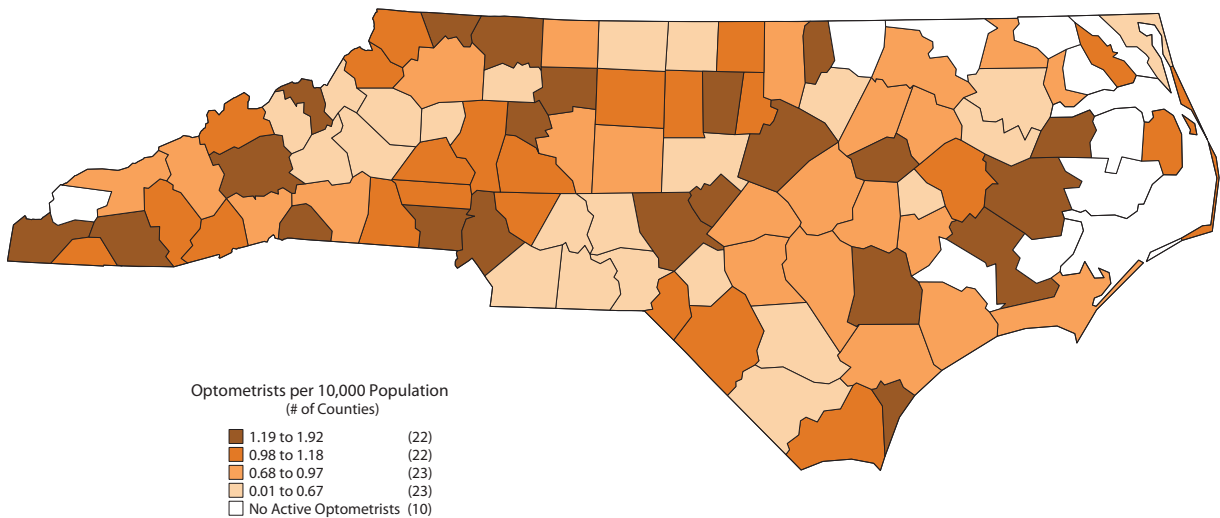 Optometrists per 10,000 Population
(# of Counties)
1.19 to 1.92 (22)
0.98 to 1.18 (22)
0.68 to 0.97 (23)
0.01 to 0.67 (23)
No Active Optometrists (10)